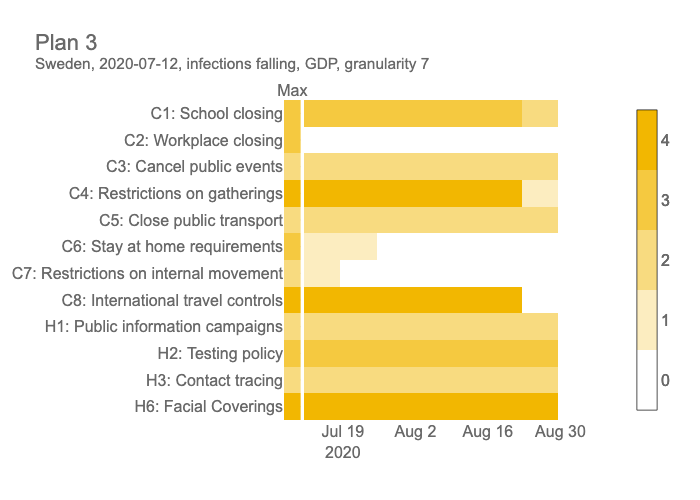 Plan 3
Sweden, 2020-07-12, infections falling, GDP, granularity 7
Max
C1: School closing
C2: Workplace closing
C3: Cancel public events
C4: Restrictions on gatherings
C5: Close public transport
C6: Stay at home requirements
C7: Restrictions on internal movement
C8: International travel controls
H1: Public information campaigns
H2: Testing policy
H3: Contact tracing
H6: Facial Coverings
Jul 19 Aug 2 Aug 16 Aug 30
2020
4
3
2
1
0